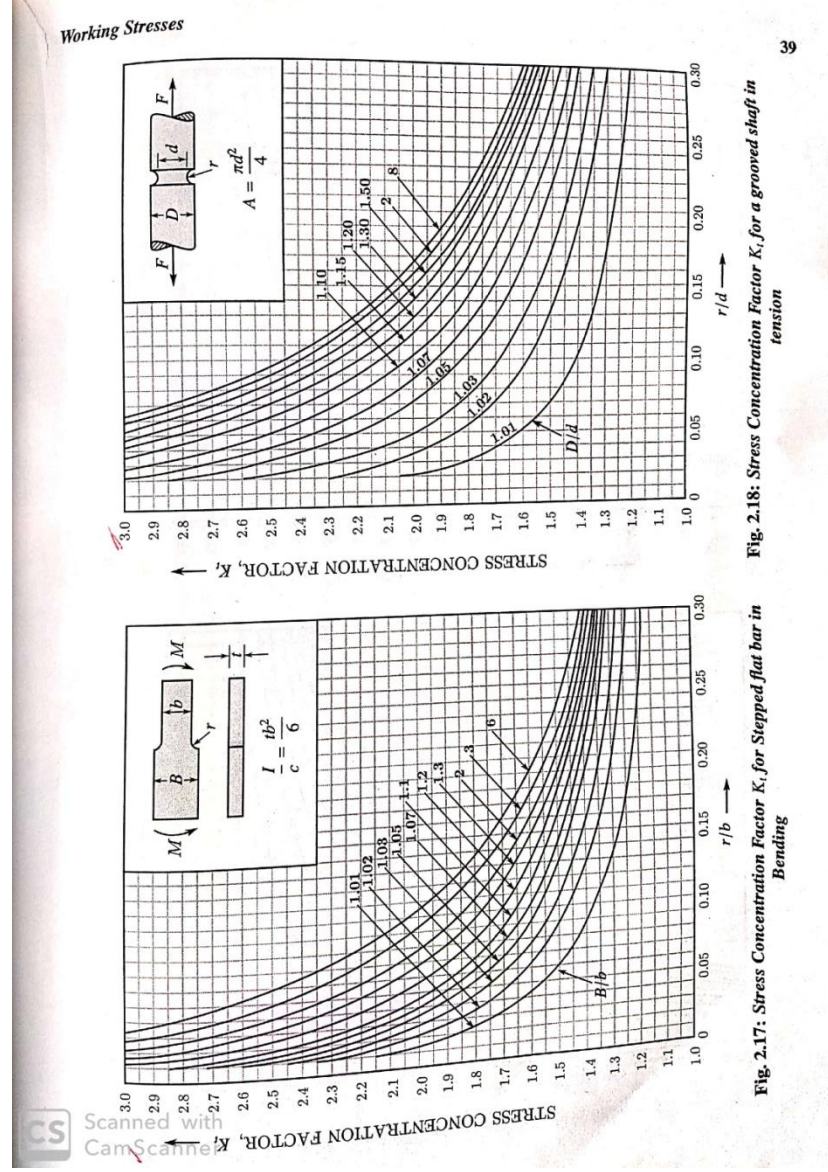 Working Stresses
39
3.0
2.9
2.8
2.7
2.6
2.5
2.4
2.3
2.2
2.1
2.0
1.9
1.8
1.7
1.6
1.5
1.4
1.3
1.2
1.1
1.0
STRESS CONCENTRATION FACTOR, Kt
M
B
b
M
r
t
I/c = tb²/6
1.01
1.02
1.03
1.05
1.07
1.1
1.2
1.3
2
3
6
B/b
0
0.05
0.10
0.15
0.20
0.25
0.30
r/b
Fig. 2.17: Stress Concentration Factor Kt for Stepped flat bar in
Bending
3.0
2.9
2.8
2.7
2.6
2.5
2.4
2.3
2.2
2.1
2.0
1.9
1.8
1.7
1.6
1.5
1.4
1.3
1.2
1.1
1.0
STRESS CONCENTRATION FACTOR, Kt
F
D
d
F
r
A = πd²/4
1.10
1.15
1.20
1.30
1.50
2
∞
1.07
1.05
1.03
1.02
1.01
D/d
0
0.05
0.10
0.15
0.20
0.25
0.30
r/d
Fig. 2.18: Stress Concentration Factor Kt for a grooved shaft in
tension
CS
Scanned with
CamScanner